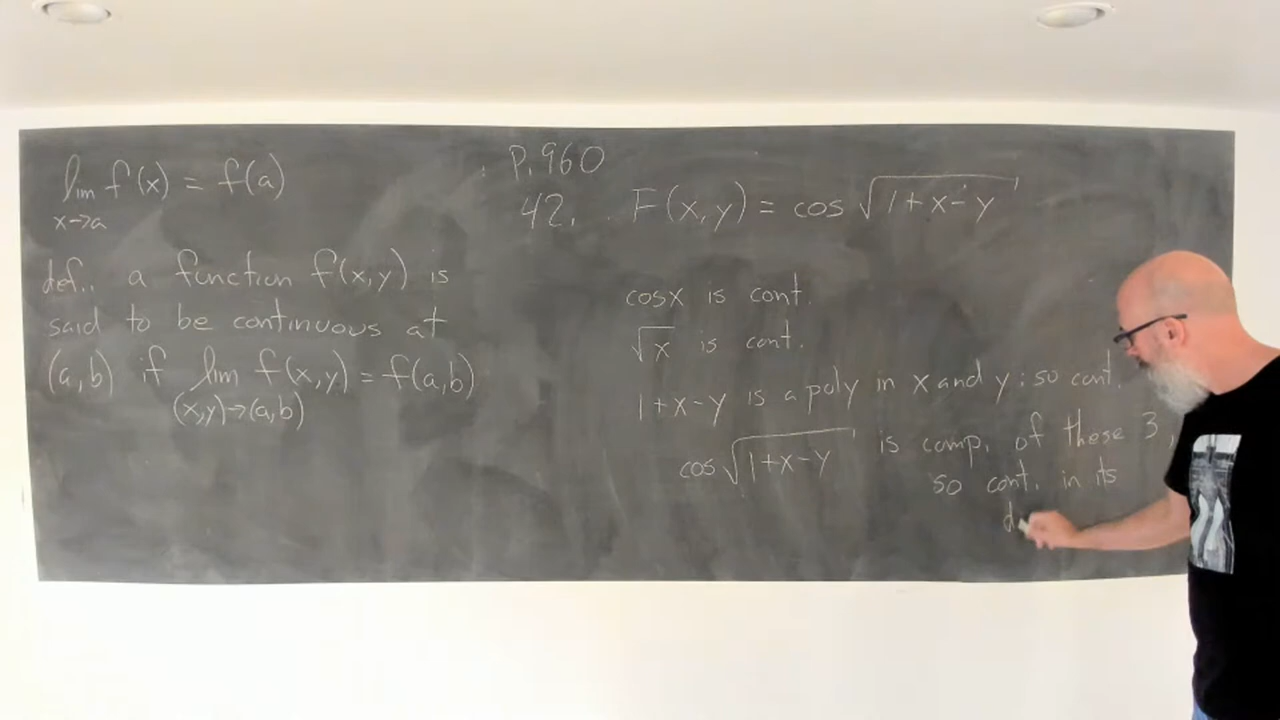 lim f(x) = f(a)
x→a
def.. a function f(x,y) is
said to be continuous at
(a,b) if lim f(x,y) = f(a,b)
(x,y)→(a,b)
P. 960
42. F(x,y) = cos √(1+x-y)
cosx is cont.
√x is cont.
1+x-y is a poly in x and y; so cont.
cos √(1+x-y) is comp. of these 3,
so cont. in its
d